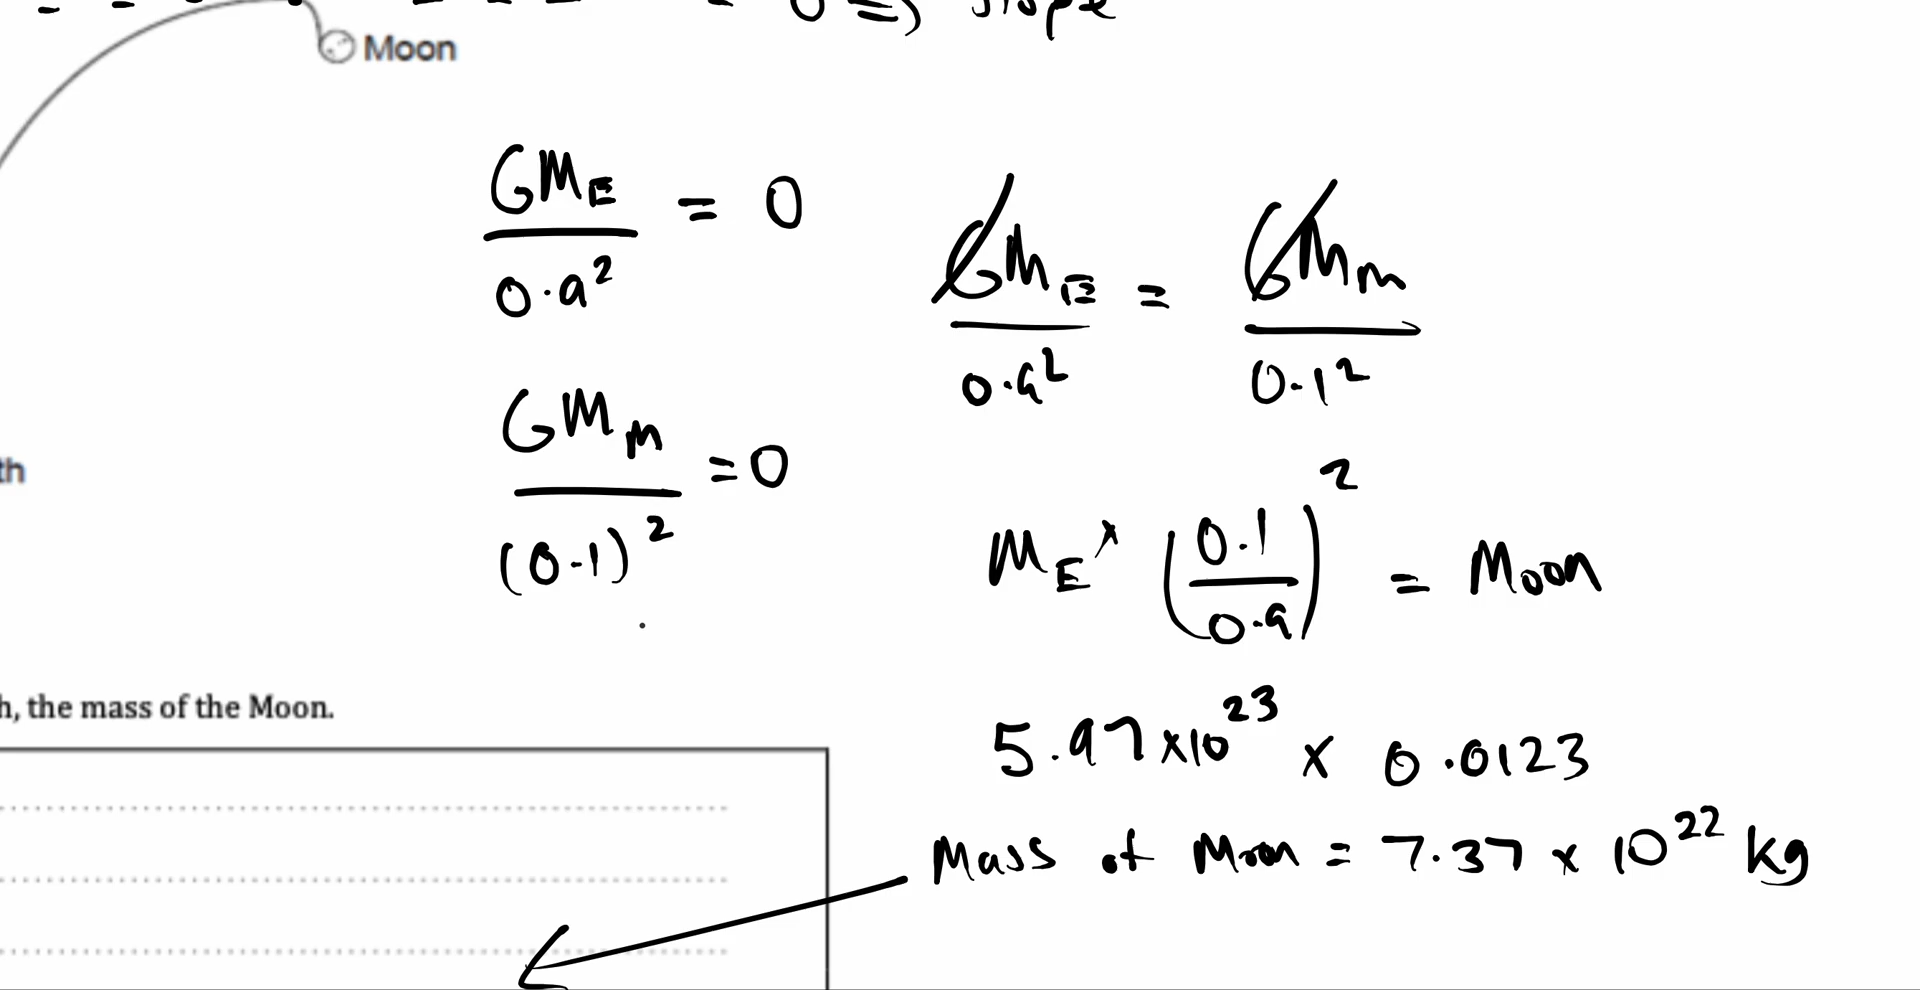 = 0 => slope
Moon
GM_E / 0.9² = 0
GM_m / (0.1)² = 0
th
GM_E / 0.9² = GM_m / 0.1²
M_E × (0.1 / 0.9)² = Moon
h, the mass of the Moon.
5.97 ×10²³ × 0.0123
Mass of Moon = 7.37 × 10²² kg